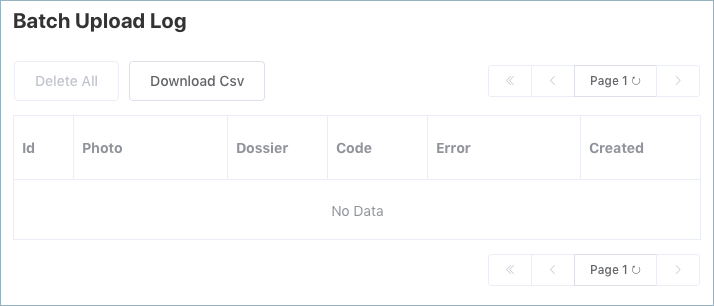 Batch Upload Log
Delete All
Download Csv
Page 1
Id Photo Dossier Code Error Created
No Data
Page 1